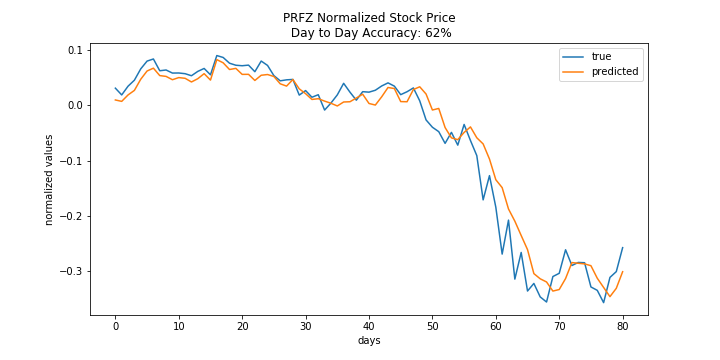 PRFZ Normalized Stock Price
Day to Day Accuracy: 62%
true
predicted
normalized values
0.1
0.0
−0.1
−0.2
−0.3
0 10 20 30 40 50 60 70 80
days